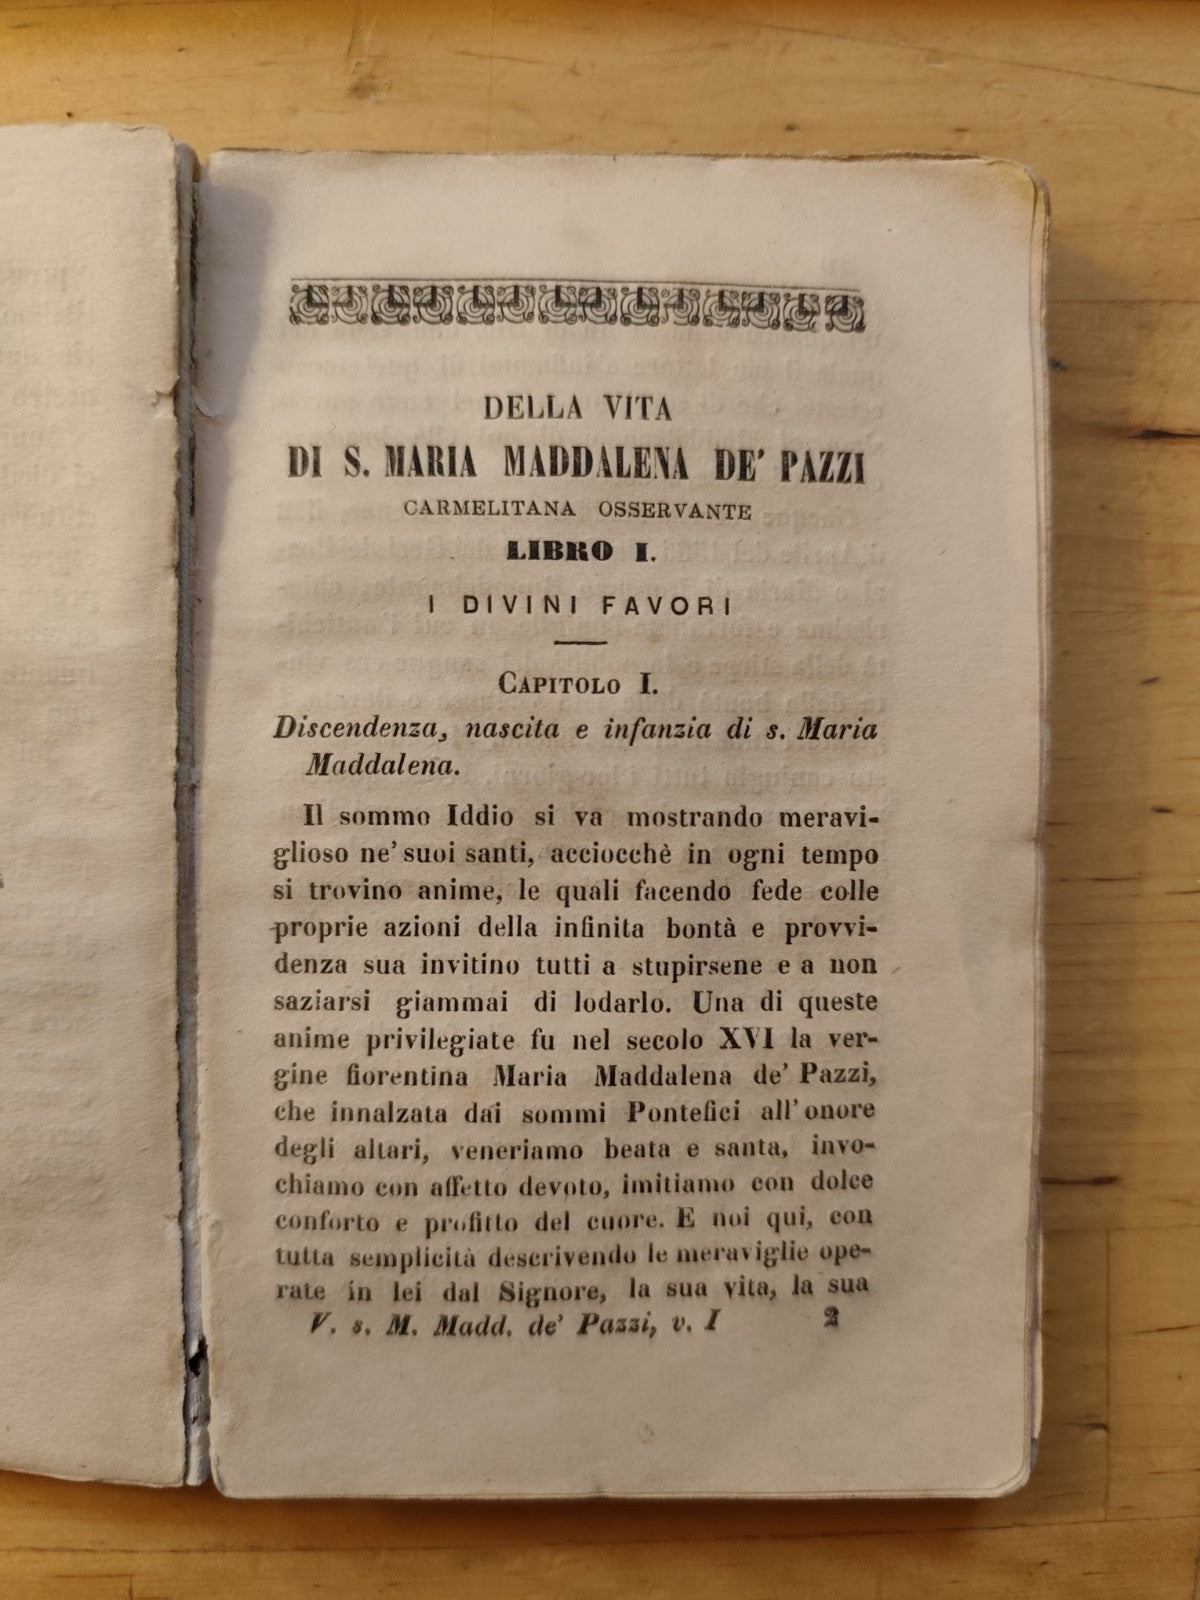 DELLA VITA
DI S. MARIA MADDALENA DE' PAZZI
CARMELITANA OSSERVANTE
LIBRO I.
I DIVINI FAVORI
CAPITOLO I.
Discendenza, nascita e infanzia di s. Maria
Maddalena.
Il sommo Iddio si va mostrando meravi-
glioso ne' suoi santi, acciocchè in ogni tempo
si trovino anime, le quali facendo fede colle
proprie azioni della infinita bontà e provvi-
denza sua invitino tutti a stupirsene e a non
saziarsi giammai di lodarlo. Una di queste
anime privilegiate fu nel secolo XVI la ver-
gine fiorentina Maria Maddalena de' Pazzi,
che innalzata dai sommi Pontefici all' onore
degli altari, veneriamo beata e santa, invo-
chiamo con affetto devoto, imitiamo con dolce
conforto e profitto del cuore. E noi qui, con
tutta semplicità descrivendo le meraviglie ope-
rate in lei dal Signore, la sua vita, la sua
V. s. M. Madd. de' Pazzi, v. I 2